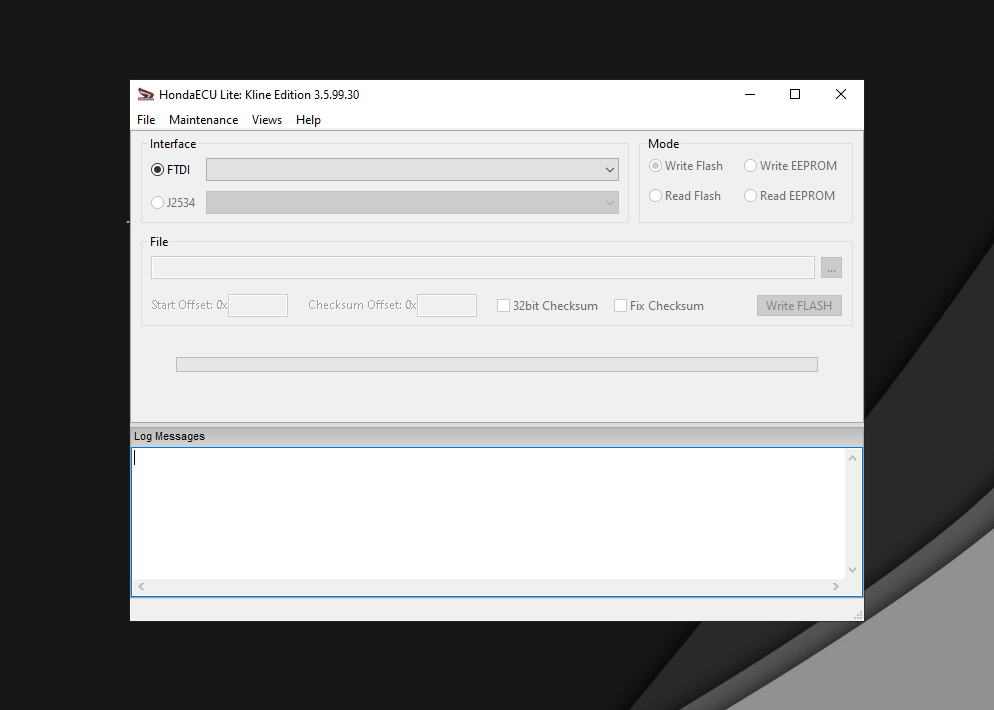 HondaECU Lite: Kline Edition 3.5.99.30
File Maintenance Views Help
Interface
FTDI
J2534
Mode
Write Flash Write EEPROM
Read Flash Read EEPROM
File
...
Start Offset: 0x Checksum Offset: 0x 32bit Checksum Fix Checksum Write FLASH
Log Messages